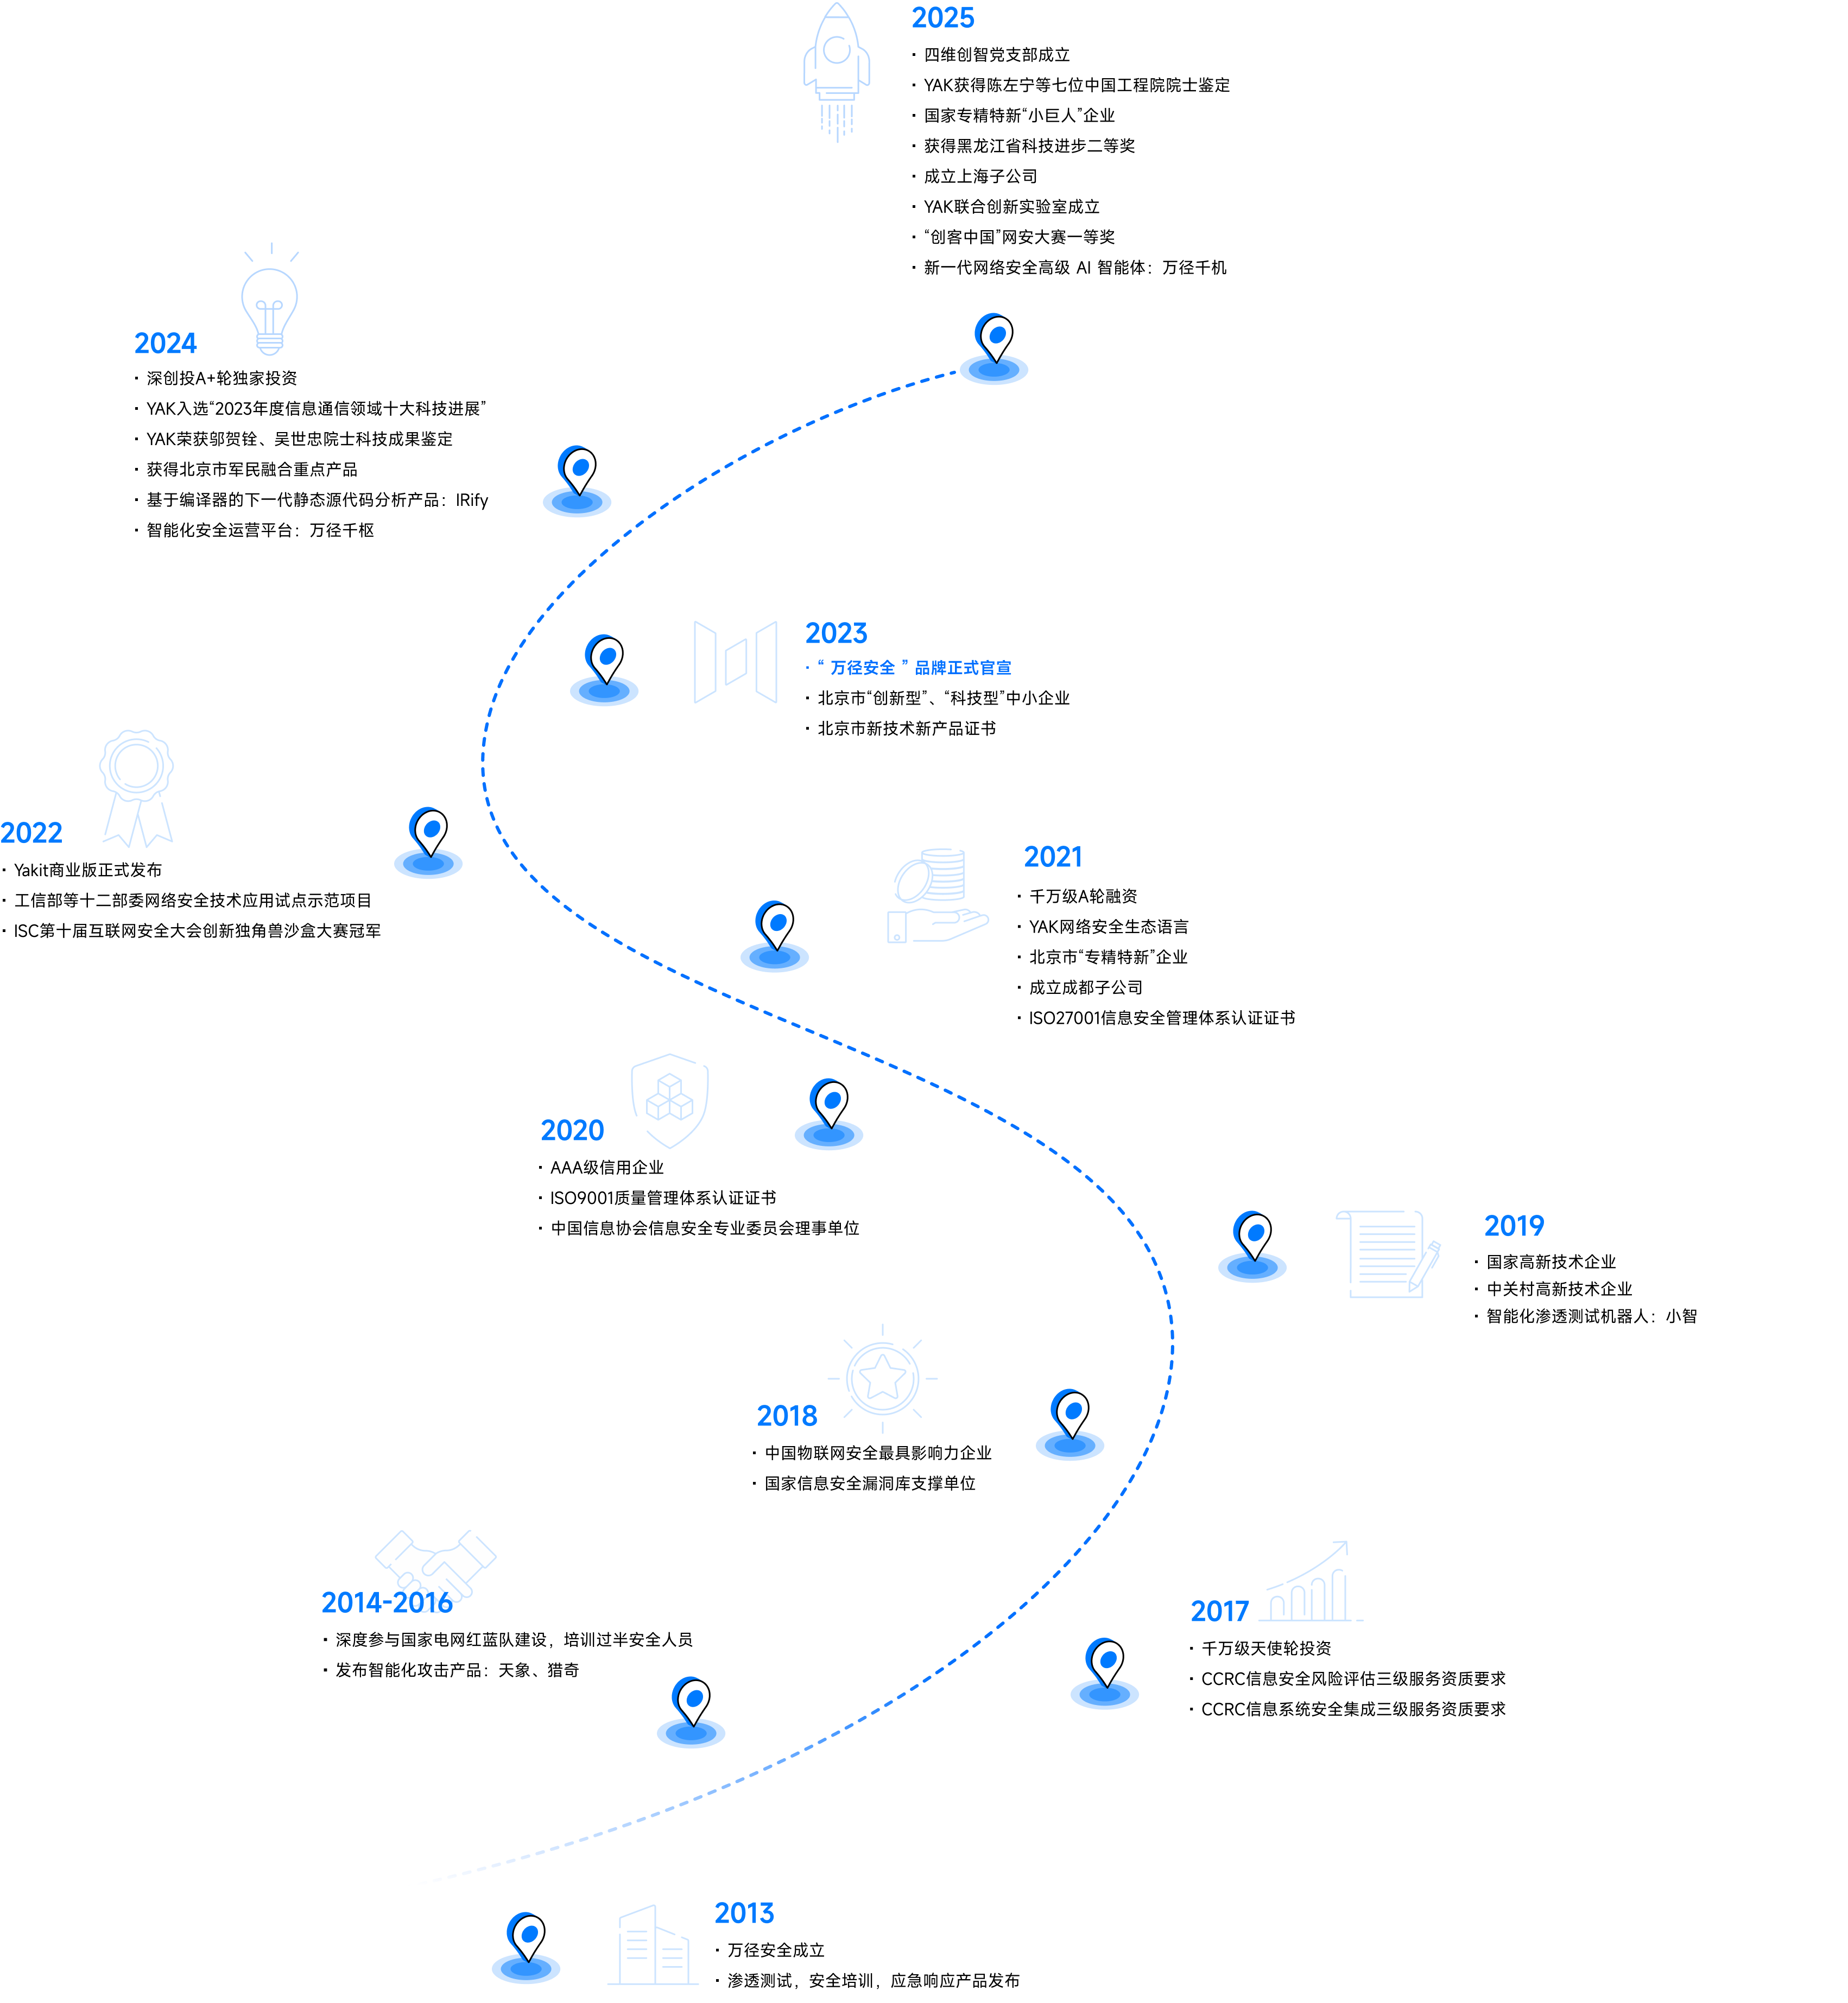 2025
· 四维创智党支部成立
· YAK获得陈左宁等七位中国工程院院士鉴定
· 国家专精特新“小巨人”企业
· 获得黑龙江省科技进步二等奖
· 成立上海子公司
· YAK联合创新实验室成立
· “创客中国”网安大赛一等奖
· 新一代网络安全高级 AI 智能体：万径千机
2024
· 深创投A+轮独家投资
· YAK入选“2023年度信息通信领域十大科技进展”
· YAK荣获邬贺铨、吴世忠院士科技成果鉴定
· 获得北京市军民融合重点产品
· 基于编译器的下一代静态源代码分析产品：IRify
· 智能化安全运营平台：万径千枢
2023
· “ 万径安全 ” 品牌正式官宣
· 北京市“创新型”、“科技型”中小企业
· 北京市新技术新产品证书
2022
· Yakit商业版正式发布
· 工信部等十二部委网络安全技术应用试点示范项目
· ISC第十届互联网安全大会创新独角兽沙盒大赛冠军
2021
· 千万级A轮融资
· YAK网络安全生态语言
· 北京市“专精特新”企业
· 成立成都子公司
· ISO27001信息安全管理体系认证证书
2020
· AAA级信用企业
· ISO9001质量管理体系认证证书
· 中国信息协会信息安全专业委员会理事单位
2019
· 国家高新技术企业
· 中关村高新技术企业
· 智能化渗透测试机器人：小智
2018
· 中国物联网安全最具影响力企业
· 国家信息安全漏洞库支撑单位
2014-2016
· 深度参与国家电网红蓝队建设，培训过半安全人员
· 发布智能化攻击产品：天象、猎奇
2017
· 千万级天使轮投资
· CCRC信息安全风险评估三级服务资质要求
· CCRC信息系统安全集成三级服务资质要求
2013
· 万径安全成立
· 渗透测试，安全培训，应急响应产品发布